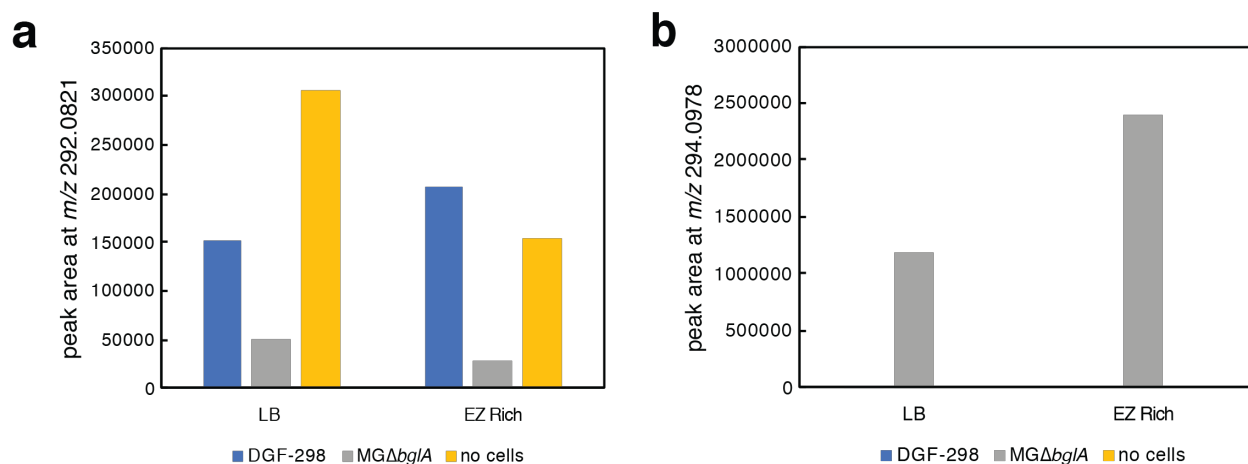 a
peak area at m/z 292.0821
350000
300000
250000
200000
150000
100000
50000
0
LB
EZ Rich
DGF-298 MGΔbglA no cells
b
peak area at m/z 294.0978
3000000
2500000
2000000
1500000
1000000
500000
0
LB
EZ Rich
DGF-298 MGΔbglA no cells